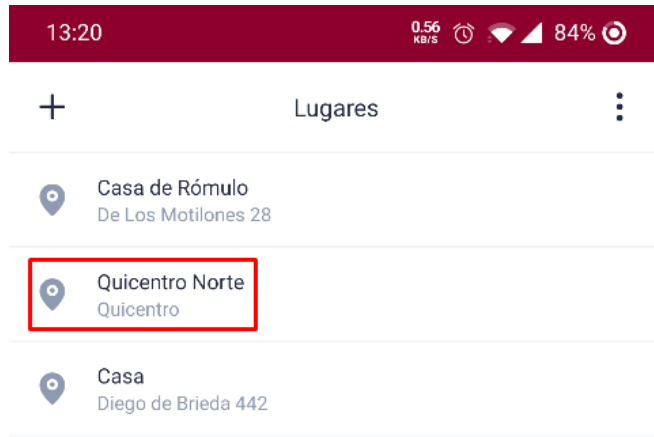 13:20 0.56 KB/S 84%
Lugares
Casa de Rómulo
De Los Motilones 28
Quicentro Norte
Quicentro
Casa
Diego de Brieda 442